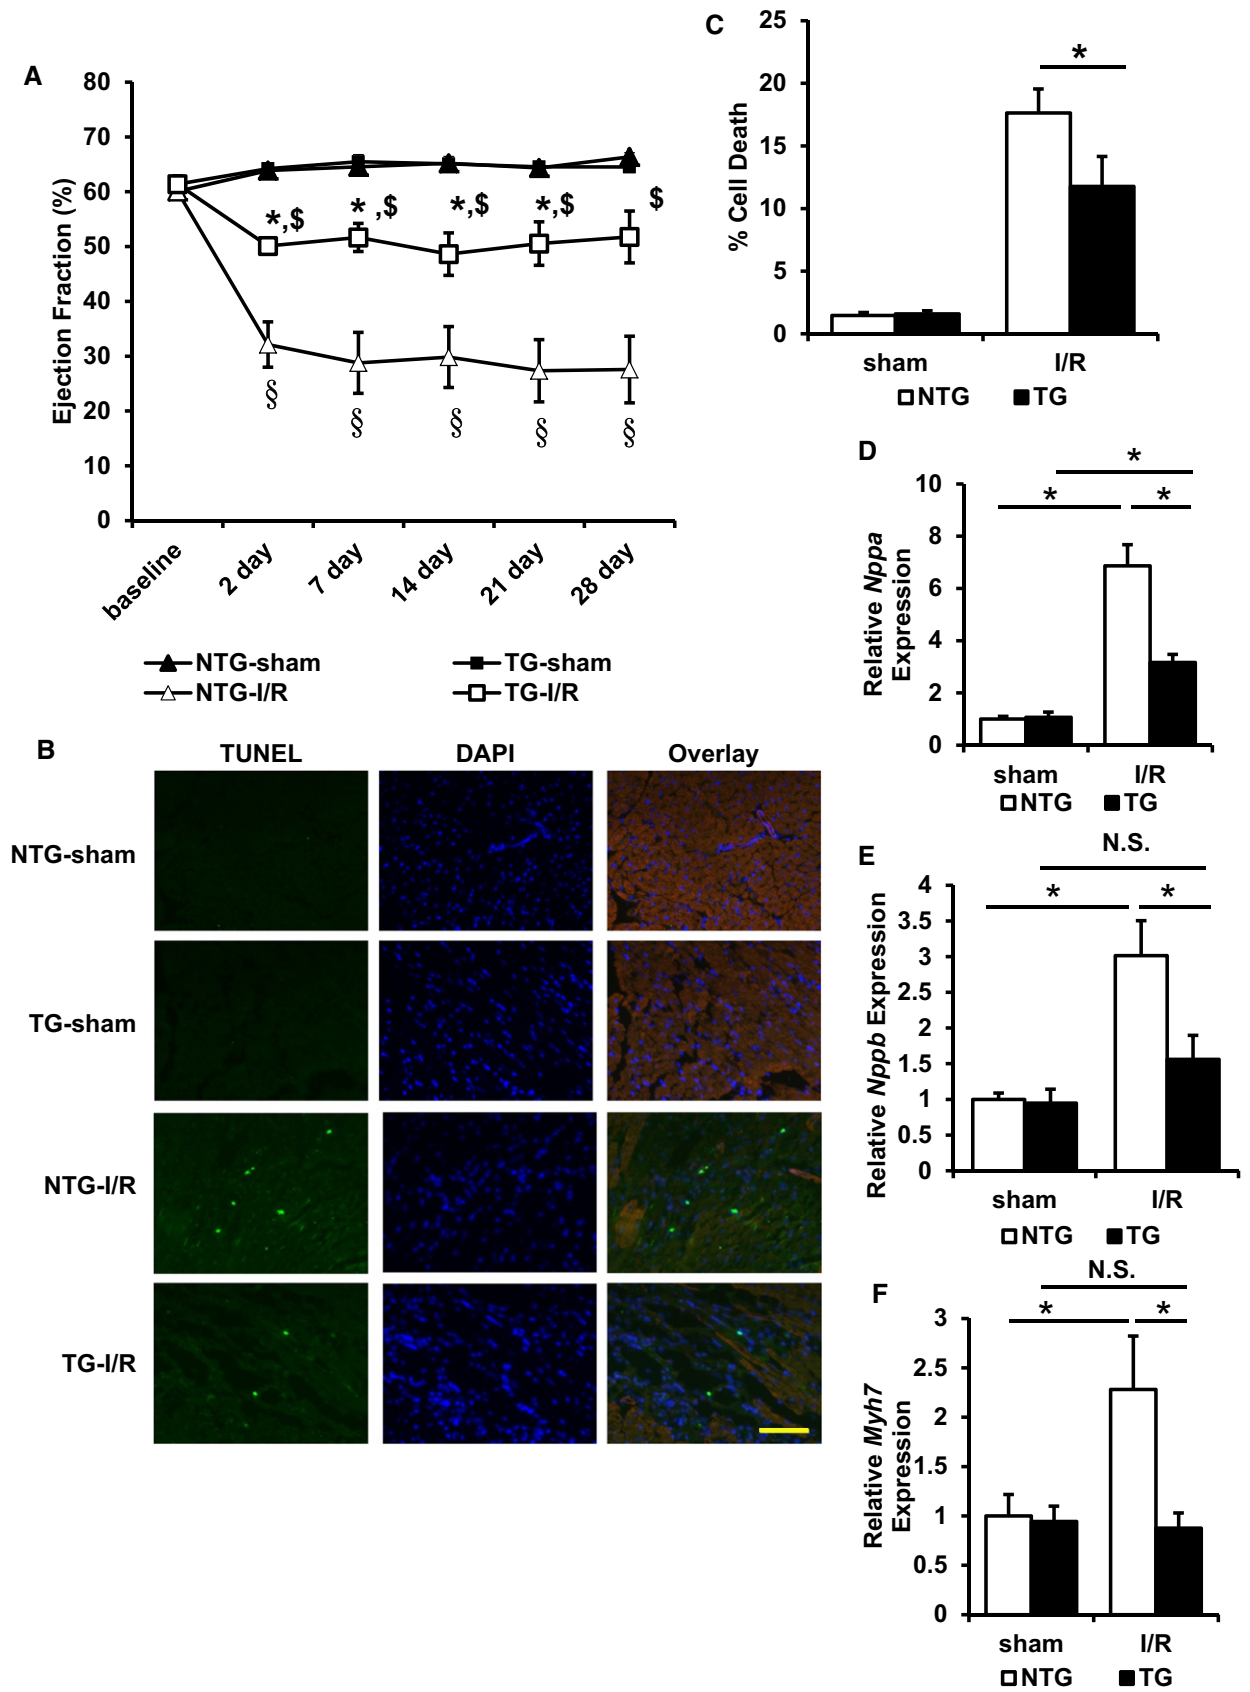 A
Ejection Fraction (%)
80
70
60
50
40
30
20
10
0
*,$
* ,$
*,$
*,$
$
§
§
§
§
§
baseline
2 day
7 day
14 day
21 day
28 day
NTG-sham
TG-sham
NTG-I/R
TG-I/R
B
TUNEL
DAPI
Overlay
NTG-sham
TG-sham
NTG-I/R
TG-I/R
C
% Cell Death
25
20
15
10
5
0
*
sham
I/R
NTG
TG
D
Relative Nppa
Expression
10
8
6
4
2
0
*
*
*
sham
I/R
NTG
TG
E
Relative Nppb Expression
4
3.5
3
2.5
2
1.5
1
0.5
0
N.S.
*
*
sham
I/R
NTG
TG
F
Relative Myh7
Expression
3
2.5
2
1.5
1
0.5
0
N.S.
*
*
sham
I/R
NTG
TG